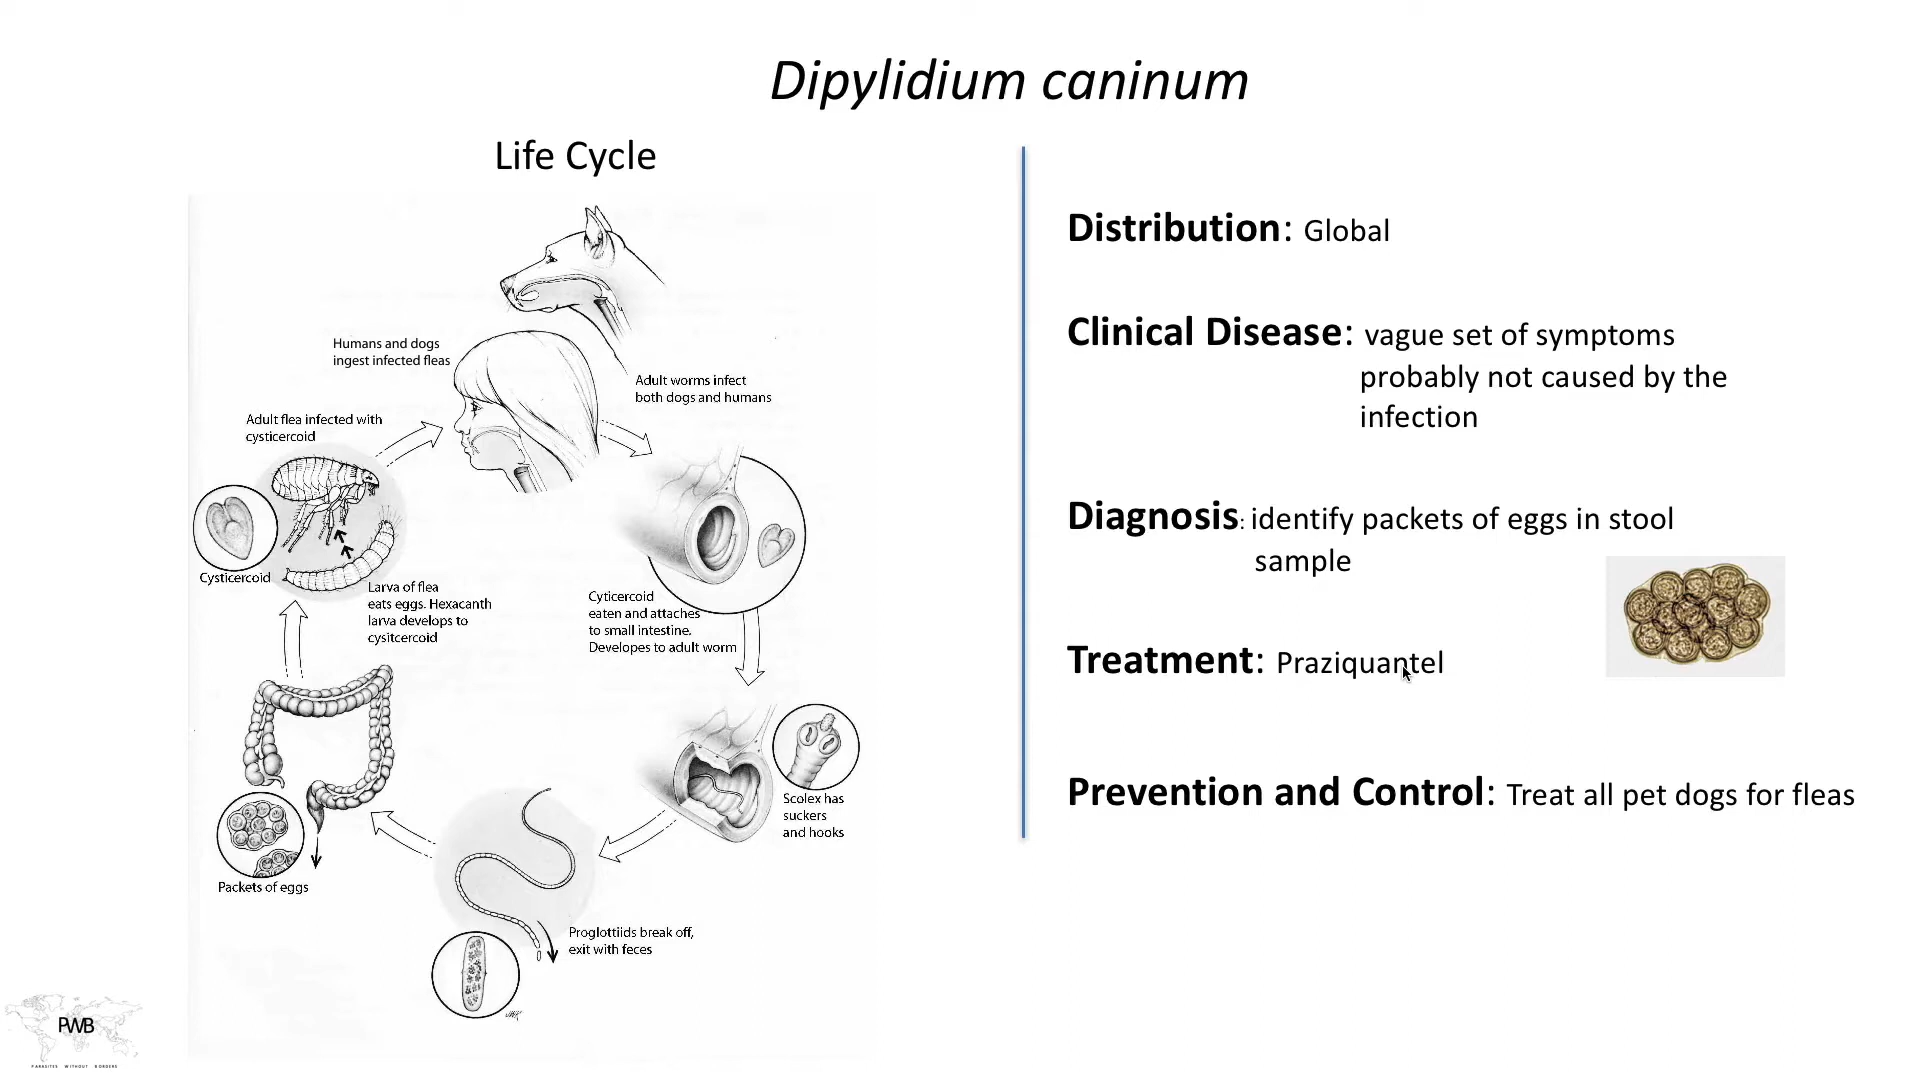 Dipylidium caninum
Life Cycle
Humans and dogs
ingest infected fleas
Adult worms infect
both dogs and humans
Adult flea infected with
cysticercoid
Cysticercoid
Larva of flea
eats eggs. Hexacanth
larva develops to
cysitcercoid
Cyticercoid
eaten and attaches
to small intestine.
Developes to adult worm
Scolex has
suckers
and hooks
Packets of eggs
Proglottiids break off,
exit with feces
Distribution: Global
Clinical Disease: vague set of symptoms
probably not caused by the
infection
Diagnosis: identify packets of eggs in stool
sample
Treatment: Praziquantel
Prevention and Control: Treat all pet dogs for fleas
PWB
PARASITES WITHOUT BORDERS